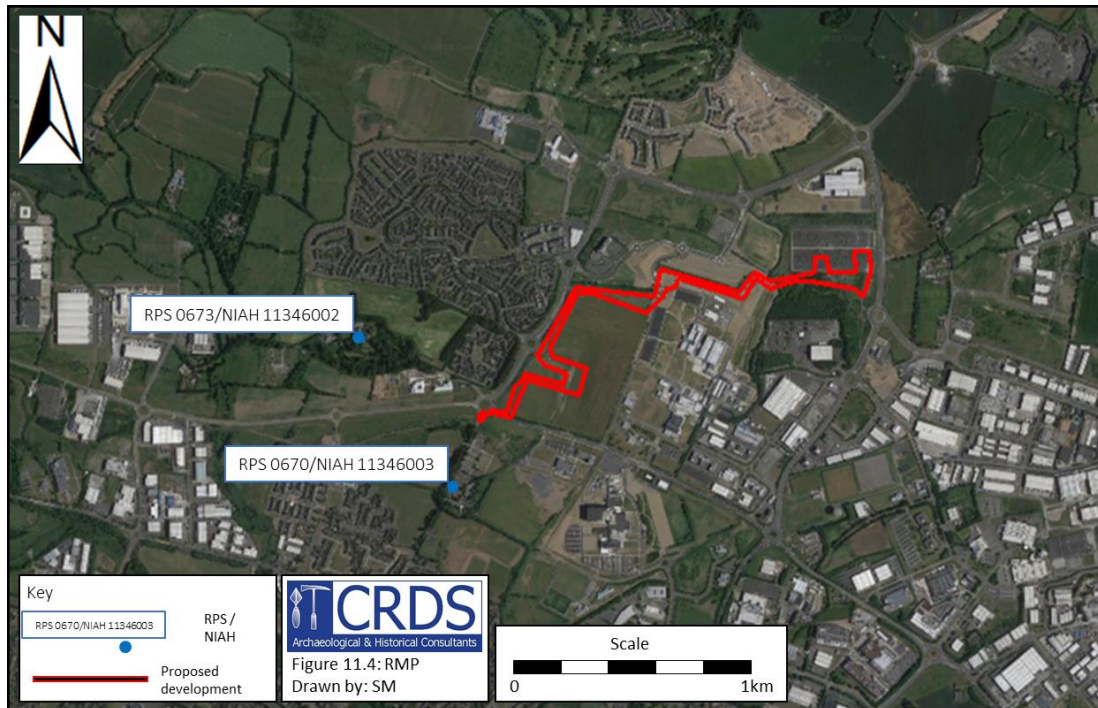 N
RPS 0673/NIAH 11346002
RPS 0670/NIAH 11346003
Key
RPS 0670/NIAH 11346003
RPS /
NIAH
Proposed
development
CRDS
Archaeological & Historical Consultants
Figure 11.4: RMP
Drawn by: SM
Scale
0
1km